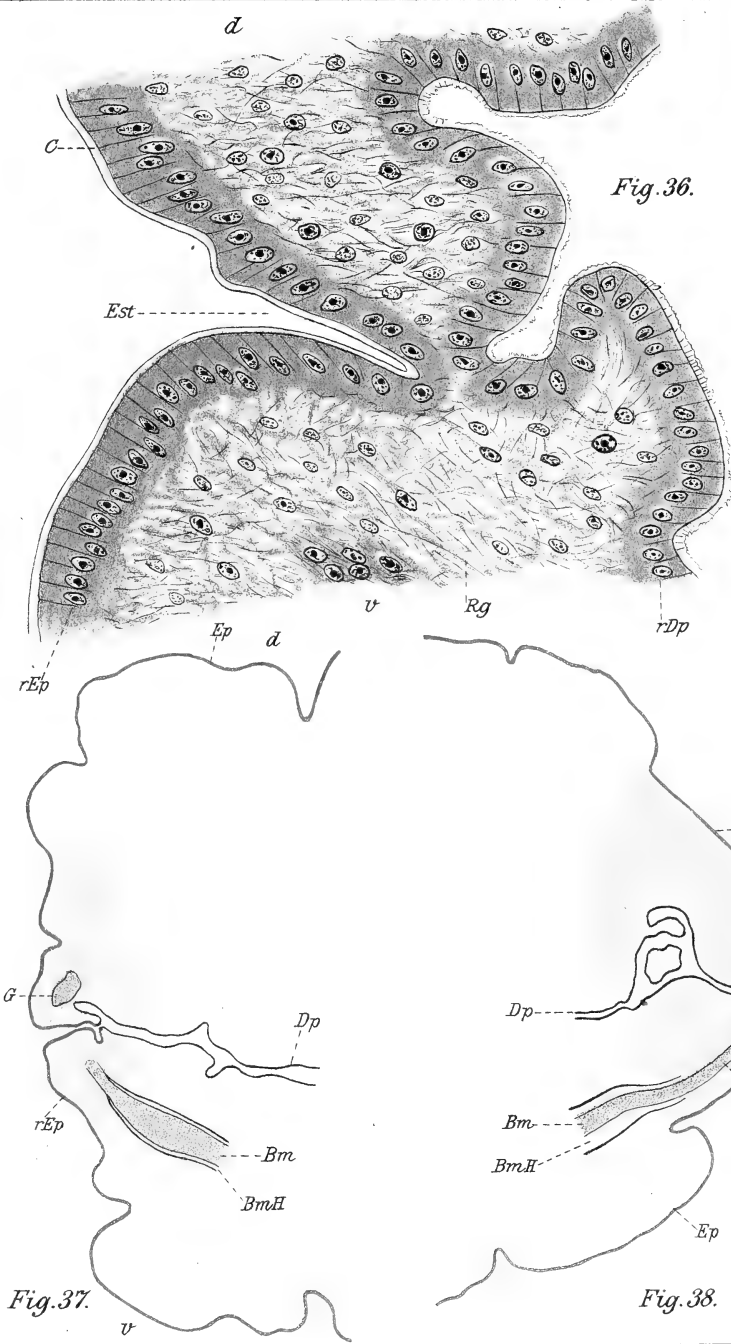 d
C
Fig. 36.
Est
v
Rg
rDp
rEp
Ep
d
G
Dp
rEp
Bm
BmH
Fig. 37.
v
Dp
Bm
BmH
Ep
Fig. 38.